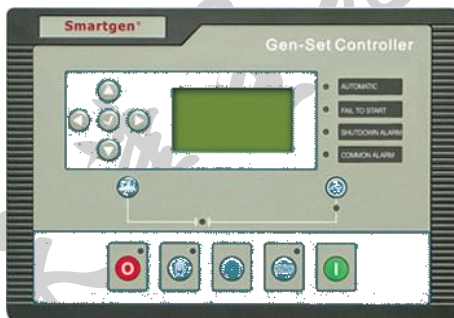 Smartgen
Gen-Set Controller
AUTOMATIC
FAIL TO START
SHUTDOWN ALARM
COMMON ALARM